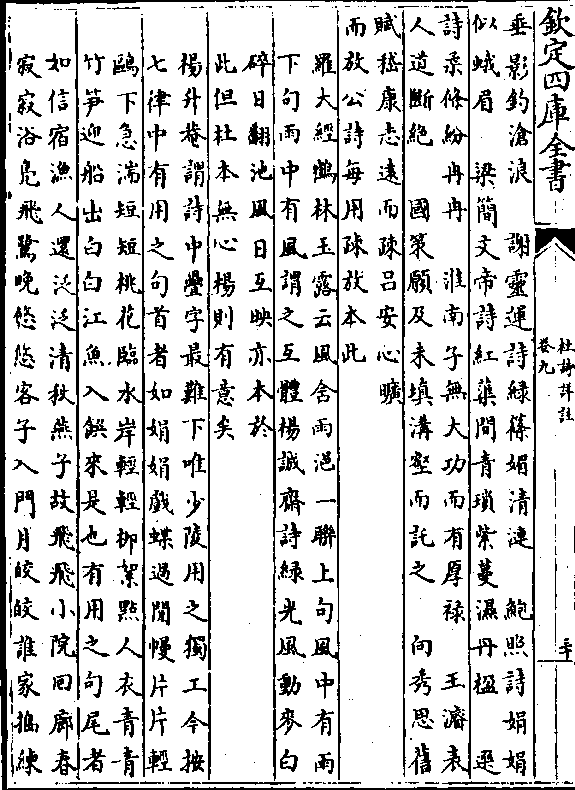 欽定四庫全書
杜詩詳註
卷九
二十
垂影釣滄浪 謝靈運詩緑篠媚清漣 鮑照詩娟娟
似蛾眉 梁簡文帝詩紅蕖間青瑣紫蔓濕丹楹 選
詩柔條紛冉冉 淮南子無大功而有厚禄 王濬表
人道斷絶 國策願及未填溝壑而託之 向秀思舊
賦嵇康志遠而疎呂安心曠
而放公詩每用疎放本此
羅大經鶴林玉露云風含雨浥一聯上句風中有雨
下句雨中有風謂之互體楊誠齋詩緑光風動麥白
碎日翻池風日互映亦本於
此但杜本無心楊則有意矣
楊升菴謂詩中疊字最難下唯少陵用之獨工今按
七律中有用之句首者如娟娟戯蝶過閒幔片片輕
鷗下急湍短短桃花臨水岸輕輕柳絮點人衣青青
竹笋迎船出白白江魚入饌來是也有用之句尾者
如信宿漁人還泛泛清秋燕子故飛飛小院囘廊春
寂寂浴鳬飛鷺晚悠悠客子入門月皎皎誰家搗練